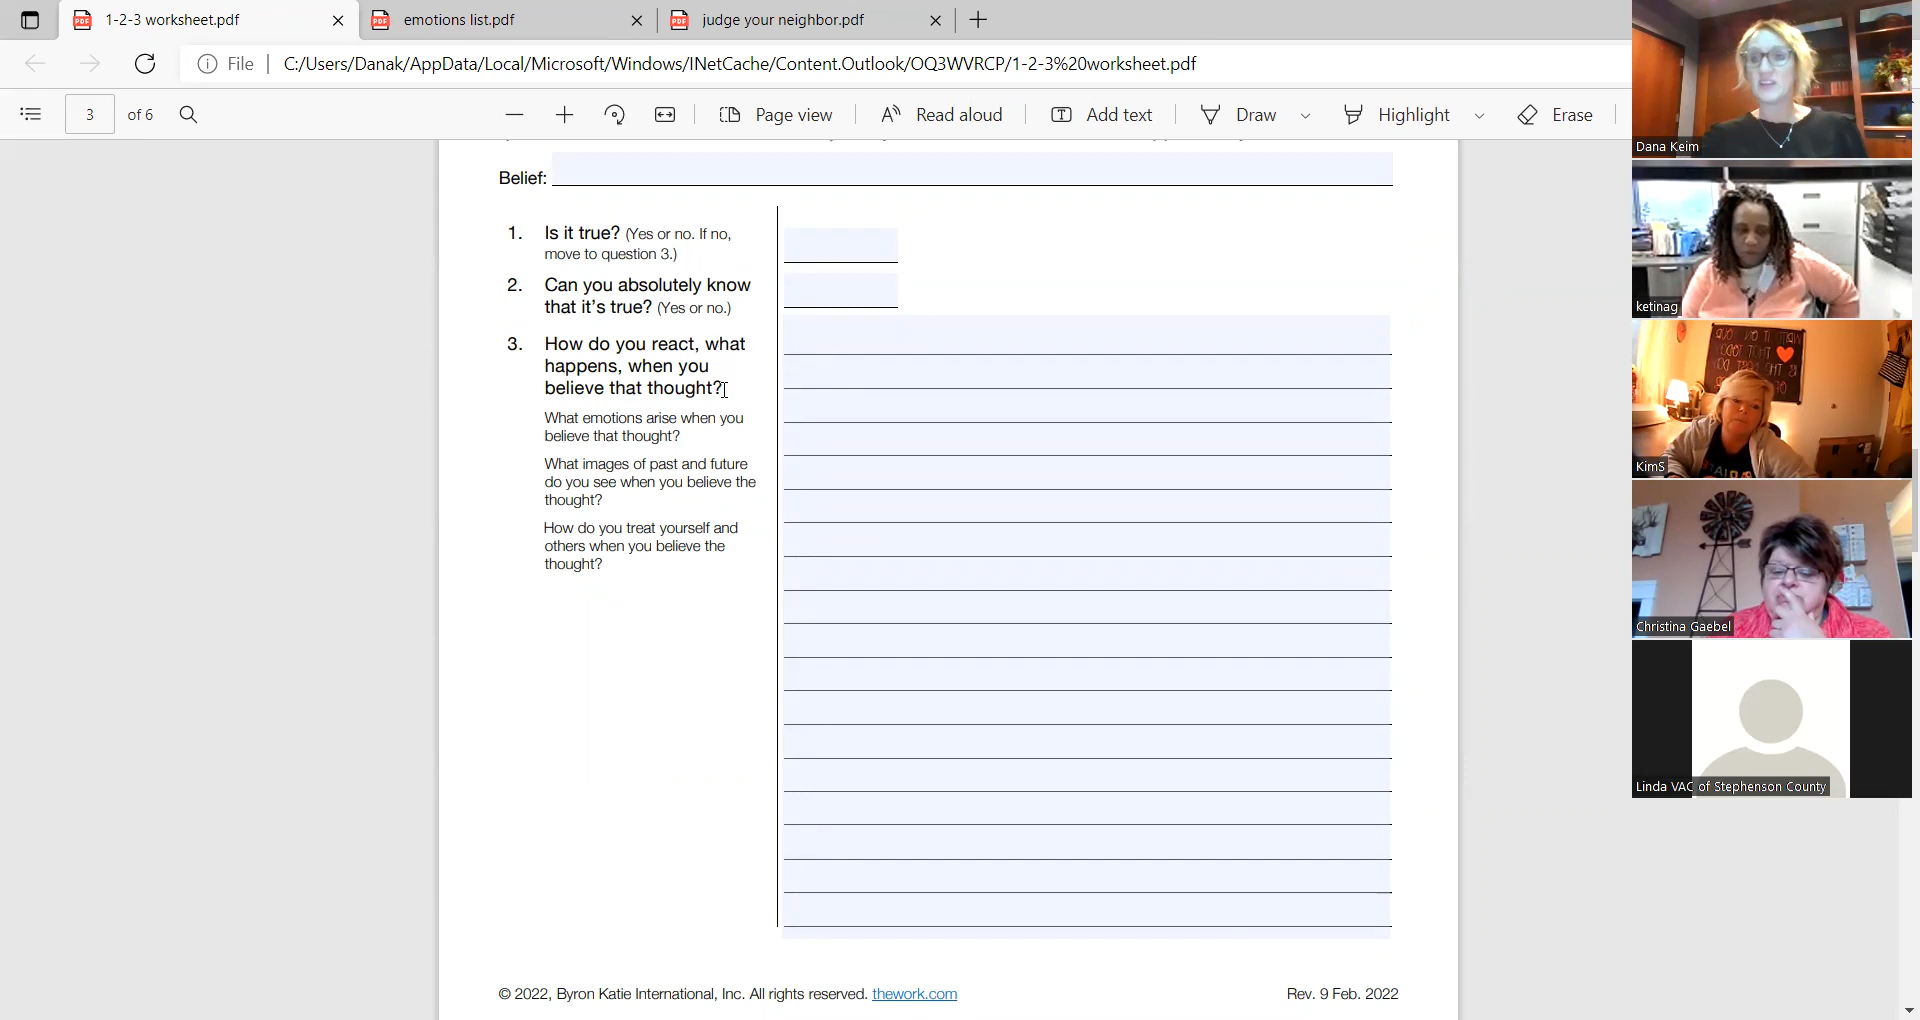 1-2-3 worksheet.pdf
emotions list.pdf
judge your neighbor.pdf
File
C:/Users/Danak/AppData/Local/Microsoft/Windows/INetCache/Content.Outlook/OQ3WVRCP/1-2-3%20worksheet.pdf
3 of 6
Page view
Read aloud
Add text
Draw
Highlight
Erase
Belief:
1. Is it true? (Yes or no. If no,
move to question 3.)
2. Can you absolutely know
that it's true? (Yes or no.)
3. How do you react, what
happens, when you
believe that thought?
What emotions arise when you
believe that thought?
What images of past and future
do you see when you believe the
thought?
How do you treat yourself and
others when you believe the
thought?
© 2022, Byron Katie International, Inc. All rights reserved. thework.com
Rev. 9 Feb. 2022
Dana Keim
ketinag
KimS
Christina Gaebel
Linda VAC of Stephenson County